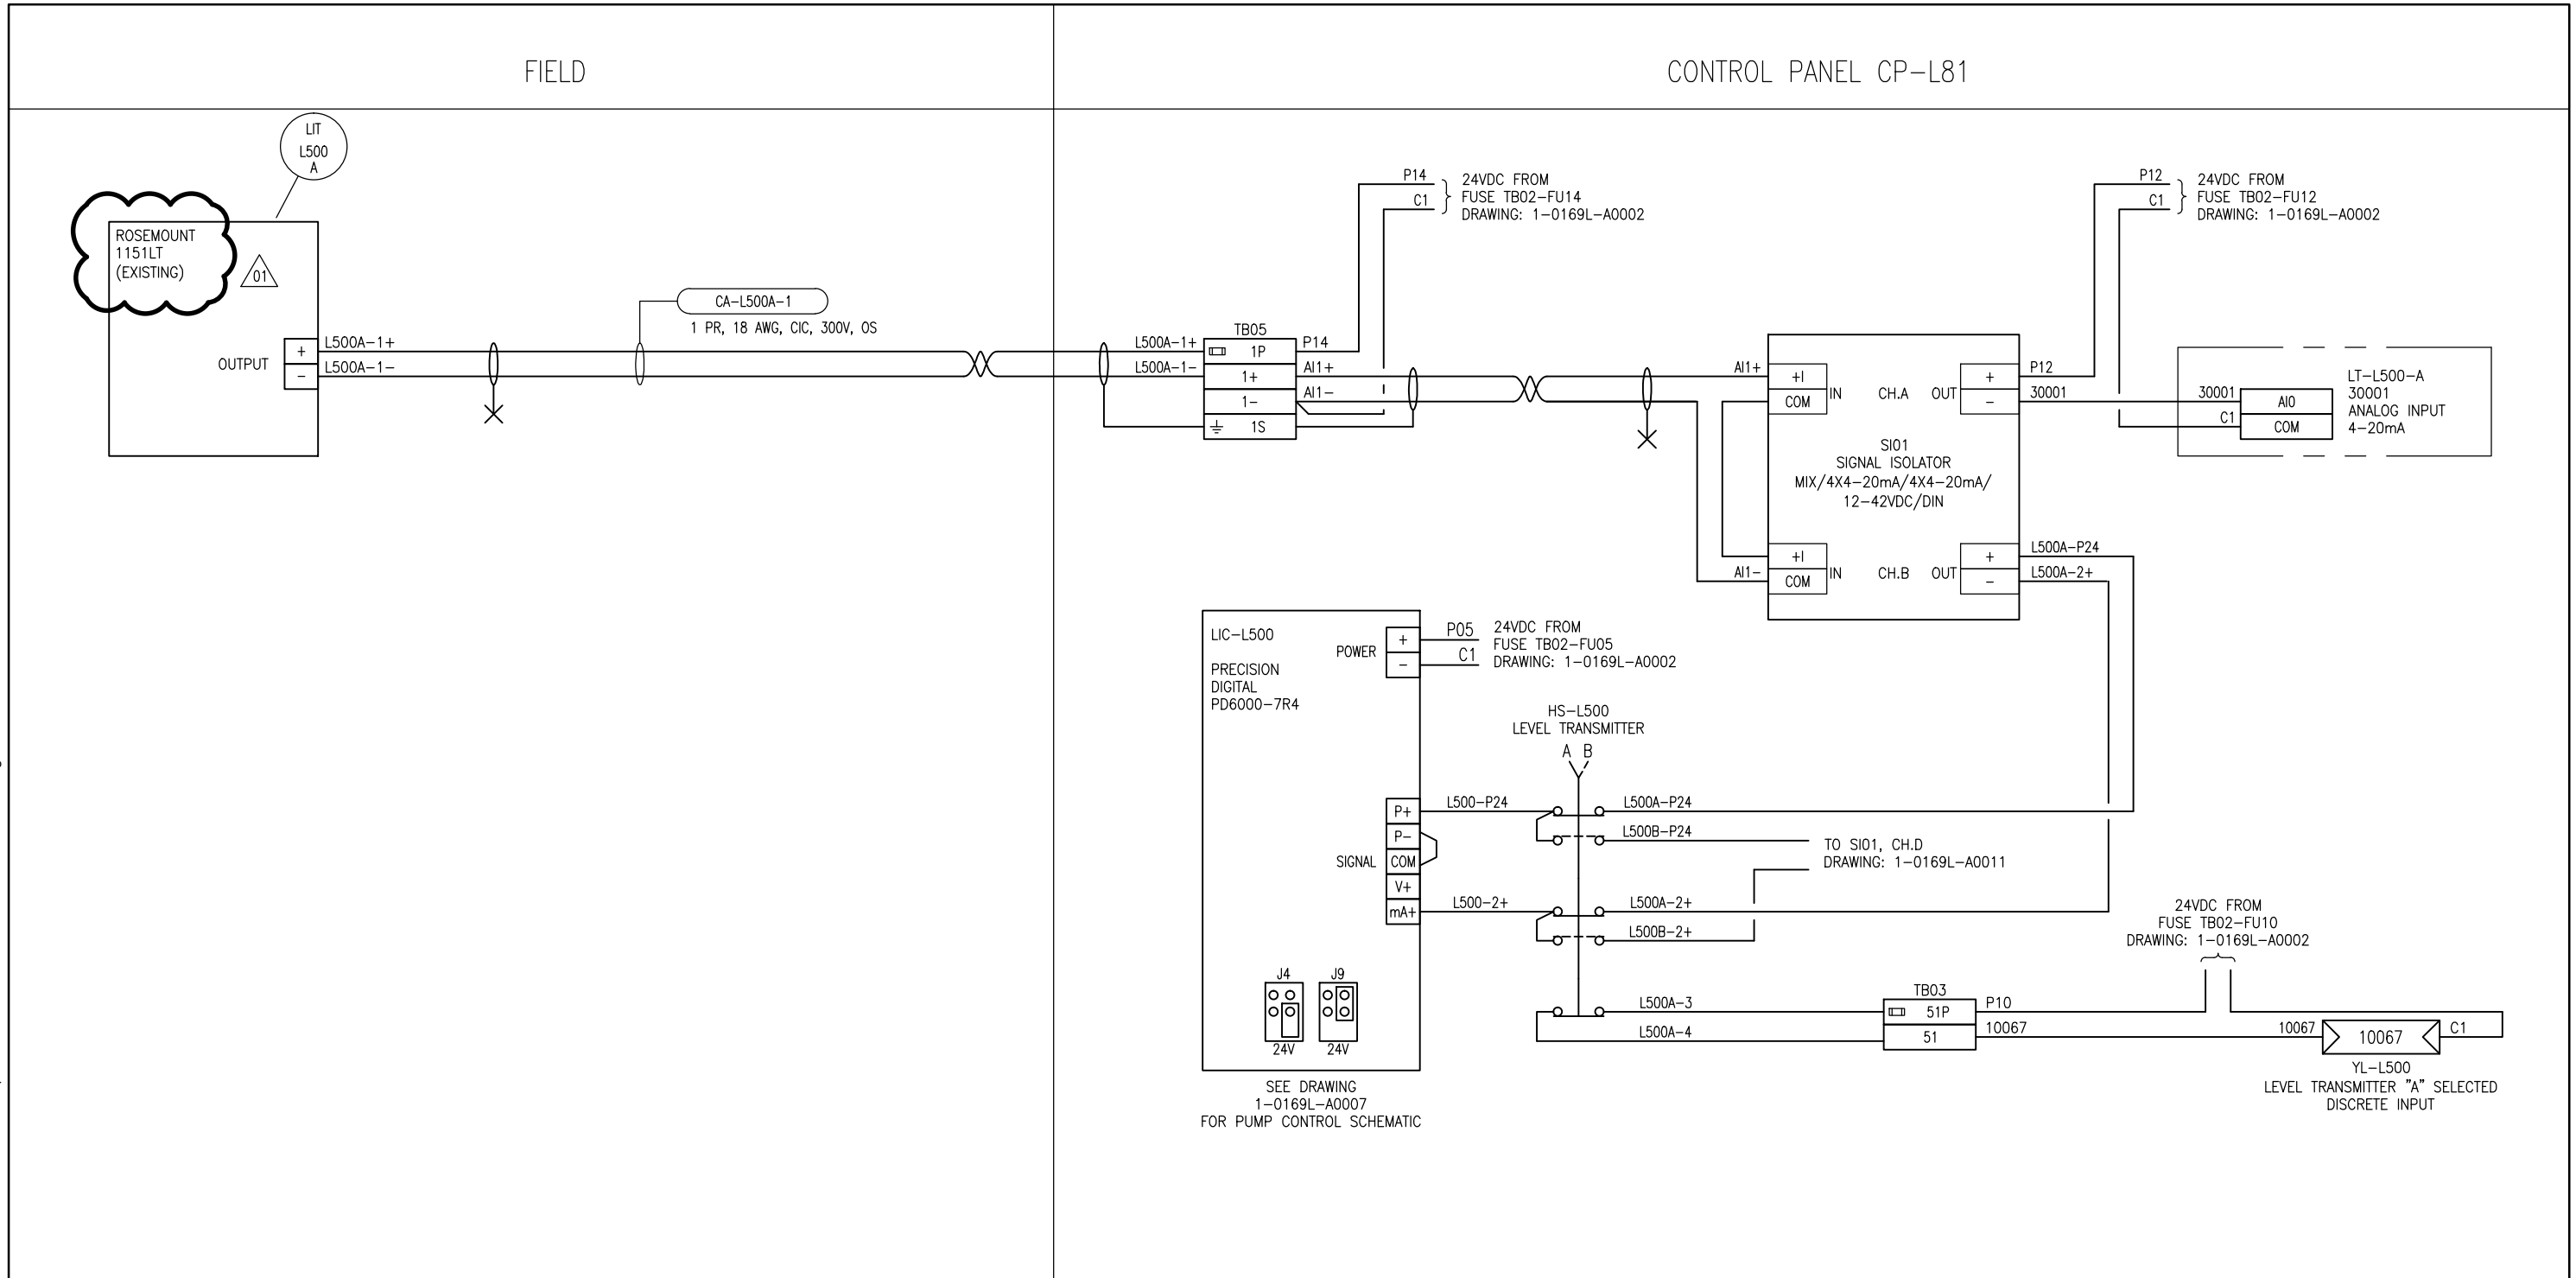 FIELD
CONTROL PANEL CP-L81
LIT
L500
A
ROSEMOUNT
1151LT
(EXISTING)
01
OUTPUT
+
-
L500A-1+
L500A-1-
CA-L500A-1
1 PR, 18 AWG, CIC, 300V, OS
L500A-1+
L500A-1-
TB05
1P
1+
1-
1S
P14
AI1+
AI1-
P14
C1
24VDC FROM
FUSE TB02-FU14
DRAWING: 1-0169L-A0002
AI1+
AI1-
+I
COM
IN
CH.A
OUT
+
-
SI01
SIGNAL ISOLATOR
MIX/4X4-20mA/4X4-20mA/
12-42VDC/DIN
+I
COM
IN
CH.B
OUT
+
-
P12
30001
P12
C1
24VDC FROM
FUSE TB02-FU12
DRAWING: 1-0169L-A0002
30001
C1
AI0
COM
LT-L500-A
30001
ANALOG INPUT
4-20mA
L500A-P24
L500A-2+
LIC-L500
PRECISION
DIGITAL
PD6000-7R4
POWER
+
-
P05
C1
24VDC FROM
FUSE TB02-FU05
DRAWING: 1-0169L-A0002
HS-L500
LEVEL TRANSMITTER
A B
SIGNAL
P+
P-
COM
V+
mA+
L500-P24
L500-2+
L500A-P24
L500B-P24
TO SI01, CH.D
DRAWING: 1-0169L-A0011
L500A-2+
L500B-2+
J4
J9
24V
24V
SEE DRAWING
1-0169L-A0007
FOR PUMP CONTROL SCHEMATIC
L500A-3
L500A-4
TB03
51P
51
P10
10067
24VDC FROM
FUSE TB02-FU10
DRAWING: 1-0169L-A0002
10067
10067
C1
YL-L500
LEVEL TRANSMITTER "A" SELECTED
DISCRETE INPUT